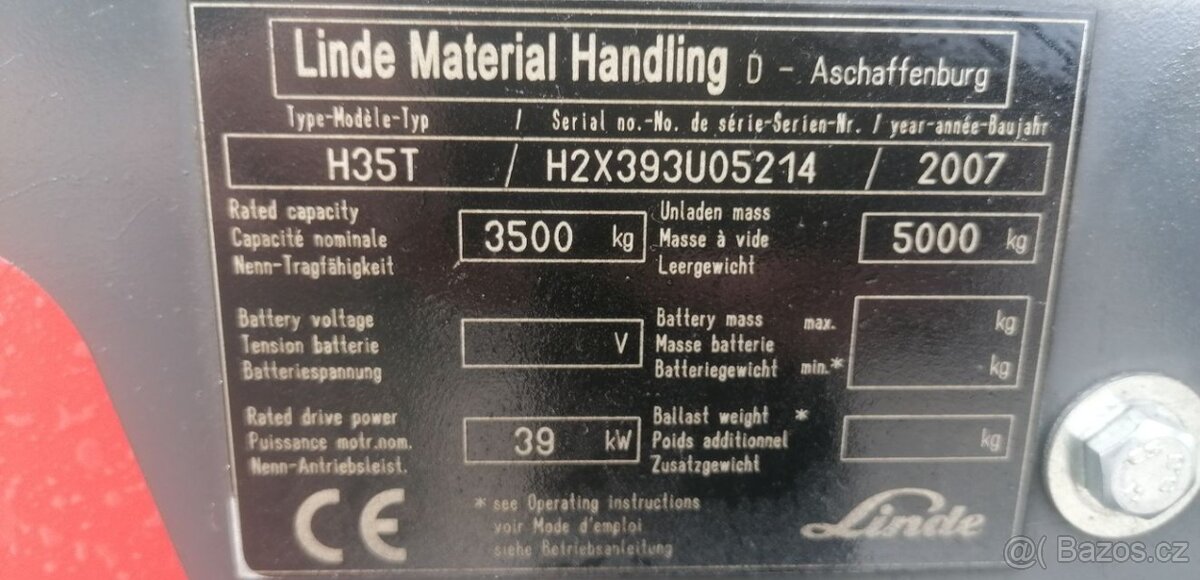 Linde Material Handling D - Aschaffenburg
Type-Modèle-Typ / Serial no.-No. de série-Serien-Nr. / year-année-Baujahr
H35T / H2X393U05214 / 2007
Rated capacity
Capacité nominale
Nenn-Tragfähigkeit
3500 kg
Unladen mass
Masse à vide
Leergewicht
5000 kg
Battery voltage
Tension batterie
Batteriespannung
V
Battery mass max. kg
Masse batterie
Batteriegewicht min.* kg
Rated drive power
Puissance motr.nom.
Nenn-Antriebsleist.
39 kW
Ballast weight *
Poids additionnel
Zusatzgewicht
kg
CE
* see Operating instructions
voir Mode d'emploi
siehe Betriebsanleitung
Linde
@( Bazos.cz